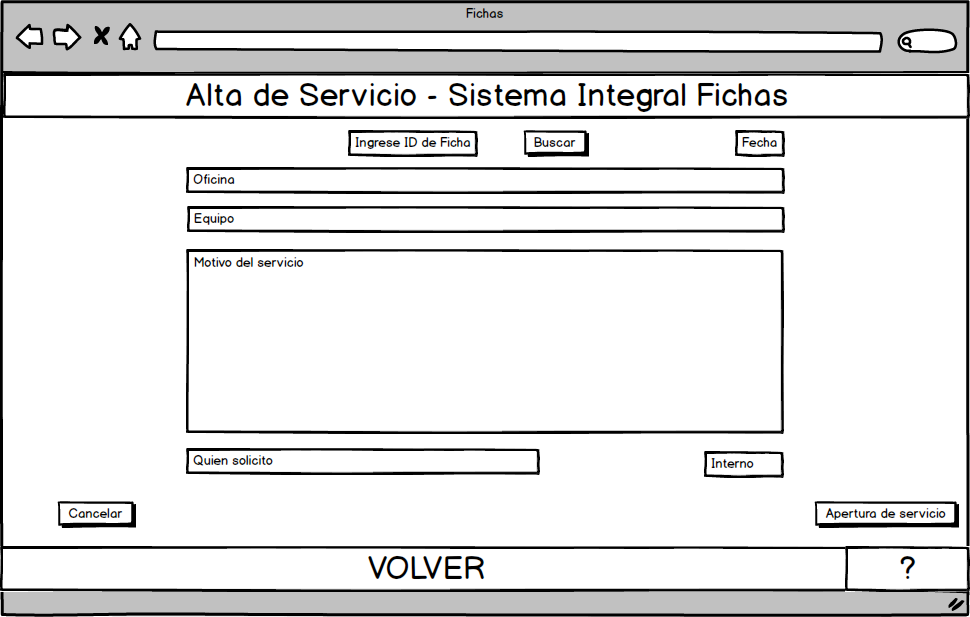 Fichas
Alta de Servicio - Sistema Integral Fichas
Ingrese ID de Ficha
Buscar
Fecha
Oficina
Equipo
Motivo del servicio
Quien solicito
Interno
Cancelar
Apertura de servicio
VOLVER
?